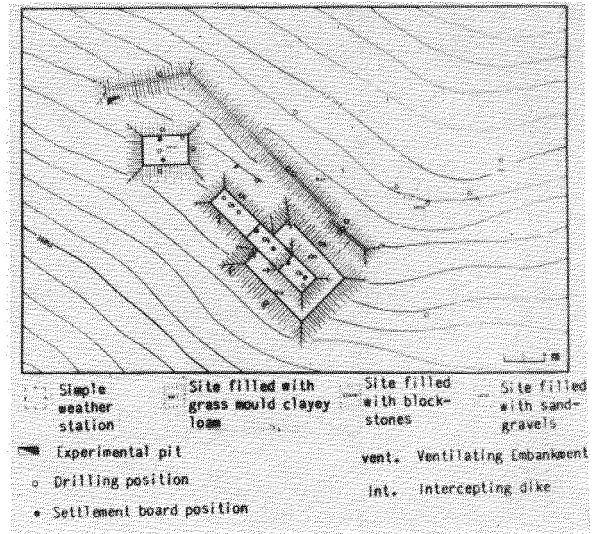 m
Simple
weather
station
Site filled with
grass mould clayey
loam
Site filled
with block-
stones
Site filled
with sand-
gravels
Experimental pit
Drilling position
Settlement board position
vent. Ventilating Embankment
int. Intercepting dike